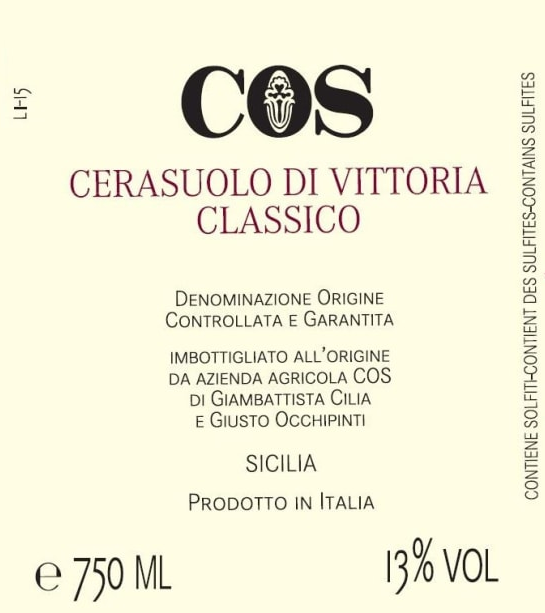 L1-15
COS
CERASUOLO DI VITTORIA
CLASSICO
DENOMINAZIONE ORIGINE
CONTROLLATA E GARANTITA
IMBOTTIGLIATO ALL'ORIGINE
DA AZIENDA AGRICOLA COS
DI GIAMBATTISTA CILIA
E GIUSTO OCCHIPINTI
SICILIA
PRODOTTO IN ITALIA
e 750 ML
13% VOL
CONTIENE SOLFITI-CONTIENT DES SULFITES-CONTAINS SULFITES